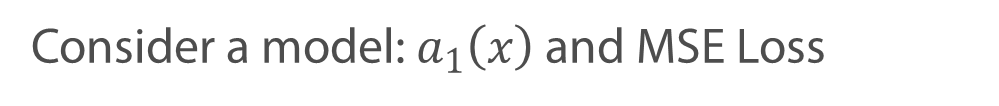 Consider a model: 𝑎₁(𝑥) and MSE Loss